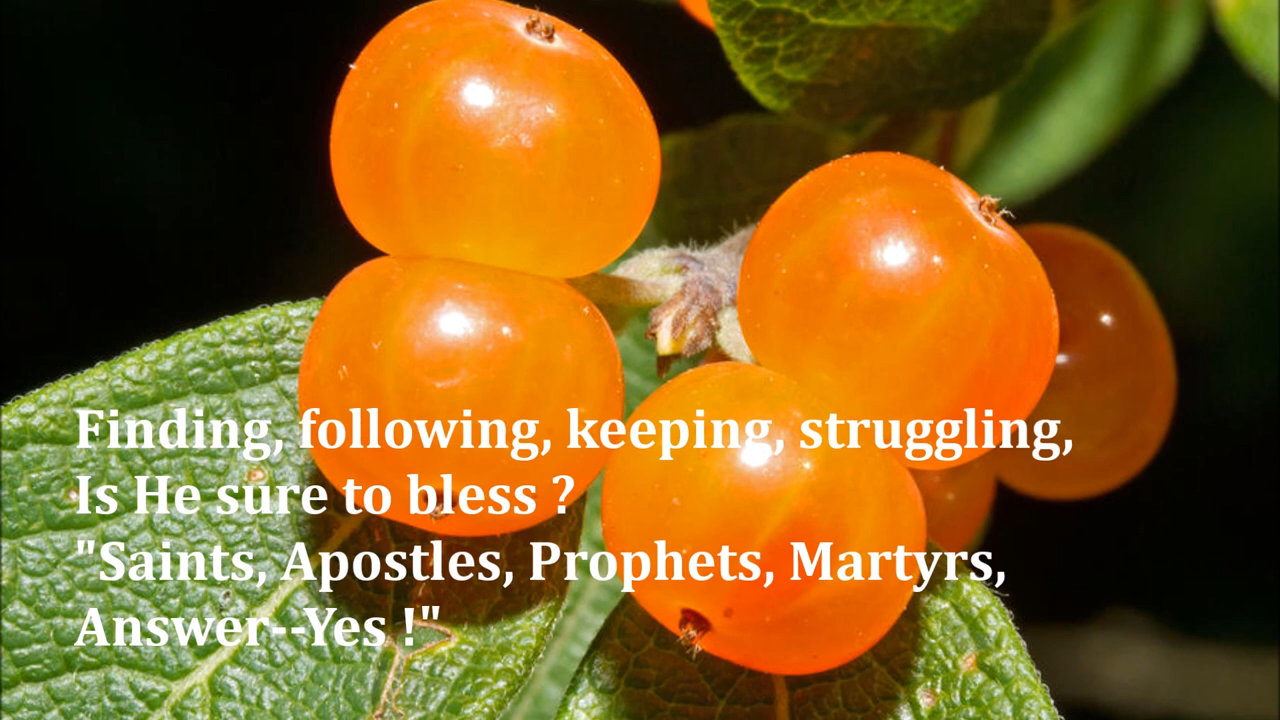 Finding, following, keeping, struggling,
Is He sure to bless ?
"Saints, Apostles, Prophets, Martyrs,
Answer--Yes !"